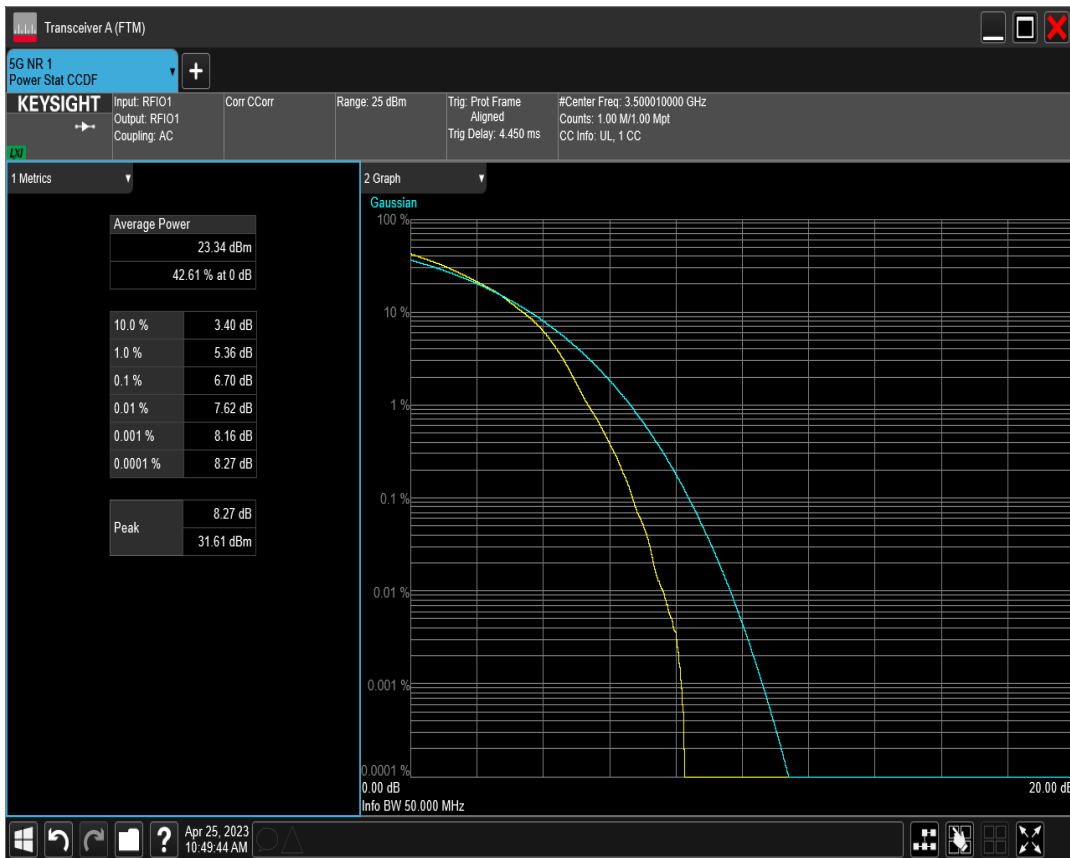 Transceiver A (FTM)
5G NR 1
Power Stat CCDF
+
KEYSIGHT
LXI
Input: RFIO1
Output: RFIO1
Coupling: AC
Corr CCorr
Range: 25 dBm
Trig: Prot Frame
Aligned
Trig Delay: 4.450 ms
#Center Freq: 3.500010000 GHz
Counts: 1.00 M/1.00 Mpt
CC Info: UL, 1 CC
1 Metrics
Average Power
23.34 dBm
42.61 % at 0 dB
10.0 % 3.40 dB
1.0 % 5.36 dB
0.1 % 6.70 dB
0.01 % 7.62 dB
0.001 % 8.16 dB
0.0001 % 8.27 dB
Peak 8.27 dB
31.61 dBm
2 Graph
Gaussian
100 %
10 %
1 %
0.1 %
0.01 %
0.001 %
0.0001 %
0.00 dB 20.00 dB
Info BW 50.000 MHz
?
Apr 25, 2023
10:49:44 AM